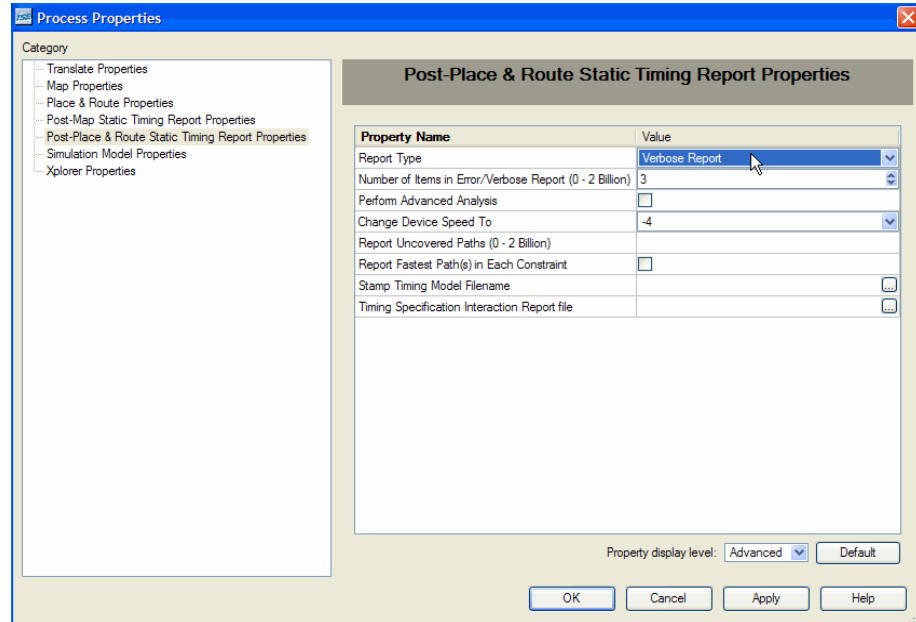 ISE Process Properties
Category
Translate Properties
Map Properties
Place & Route Properties
Post-Map Static Timing Report Properties
Post-Place & Route Static Timing Report Properties
Simulation Model Properties
Xplorer Properties
Post-Place & Route Static Timing Report Properties
Property Name Value
Report Type Verbose Report
Number of Items in Error/Verbose Report (0 - 2 Billion) 3
Perform Advanced Analysis
Change Device Speed To -4
Report Uncovered Paths (0 - 2 Billion)
Report Fastest Path(s) in Each Constraint
Stamp Timing Model Filename ...
Timing Specification Interaction Report file ...
Property display level: Advanced Default
OK Cancel Apply Help